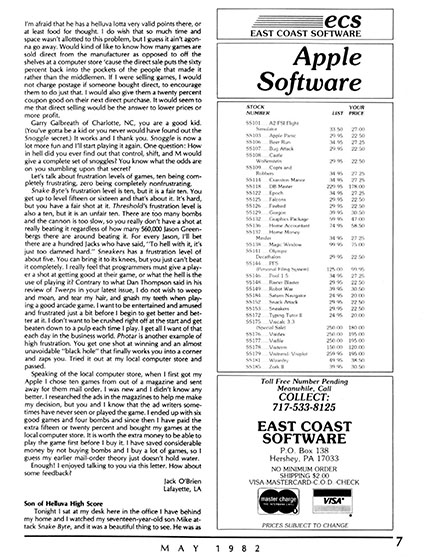 I'm afraid that he has a helluva lotta very valid points there, or
at least food for thought. I do wish that so much time and
space wasn't allotted to this problem, but I guess it ain't agon-
na go away. Would kind of like to know how many games are
sold direct from the manufacturer as opposed to off the
shelves at a computer store 'cause the direct sale puts the sixty
percent back into the pockets of the people that made it
rather than the middlemen. If I were selling games, I would
not charge postage if someone bought direct, to encourage
them to do just that. I would also give them a twenty percent
coupon good on their next direct purchase. It would seem to
me that direct selling would be the answer to lower prices or
more profit.
Garry Galbreath of Charlotte, NC, you are a good kid.
(You've gotta be a kid or you never would have found out the
Snoggle secret.) It works and I thank you. Snoggle is now a
lot more fun and I'll start playing it again. One question: How
in hell did you ever find out that control, shift, and M would
give a complete set of snoggles? You know what the odds are
on you stumbling upon that secret?
Let's talk about frustration levels of games, ten being com-
pletely frustrating, zero being completely nonfrustrating.
Snake Byte's frustration level is ten, but it is a fair ten. You
get up to level fifteen or sixteen and that's about it. It's hard,
but you have a fair shot at it. Threshold's frustration level is
also a ten, but it is an unfair ten. There are too many bombs
and the cannon is too slow, so you really don't have a shot at
really beating it regardless of how many $60,000 Jason Green-
bergs there are around beating it. For every Jason, I'll bet
there are a hundred Jacks who have said, "To hell with it, it's
just too damned hard." Sneakers has a frustration level of
about five. You can bring it to its knees, but you just can't beat
it completely. I really feel that programmers must give a play-
er a shot at getting good at their game, or what the hell is the
use of playing it? Contrary to what Dan Thompson said in his
review of Twerps in your latest issue, I do not wish to weep
and moan, and tear my hair, and gnash my teeth when play-
ing a good arcade game. I want to be entertained and amused
and frustrated just a bit before I begin to get better and bet-
ter at it. I don't want to be crushed right off at the start and get
beaten down to a pulp each time I play. I get all I want of that
each day in the business world. Photar is another example of
high frustration. You get one shot at winning and an almost
unavoidable "black hole" that finally works you into a corner
and zaps you. Tried it out at my local computer store and
passed.
Speaking of the local computer store, when I first got my
Apple I chose ten games from out of a magazine and sent
away for them mail order. I was new and I didn't know any
better. I researched the ads in the magazines to help me make
my decision, but you and I know that the ad writers some-
times have never seen or played the game. I ended up with six
good games and four bombs and since then I have paid the
extra fifteen or twenty percent and bought my games at the
local computer store. It is worth the extra money to be able to
play the game first before I buy it. I have saved considerable
money by not buying bombs and I buy a lot of games, so I
guess my earlier mail-order theory just doesn't hold water.
Enough! I enjoyed talking to you via this letter. How about
some feedback?
Jack O'Brien
Lafayette, LA
Son of Helluva High Score
Tonight I sat at my desk here in the office I have behind
my home and I watched my seventeen-year-old son Mike at-
tack Snake Byte, and it was a beautiful thing to see. He was as
ecs
EAST COAST SOFTWARE
Apple
Software
STOCK NUMBER LIST YOUR PRICE
SS101 A2 FSI Flight
Simulator 33.50 27.00
SS103 Apple Panic 29.95 22.50
SS106 Beer Run 34.95 27.25
SS107 Bug Attack 29.95 22.50
SS108 Castle
Wolfenstein 29.95 22.50
SS109 Cops and
Robbers 34.95 27.25
SS114 Crossfire
SS118 DB Master 229.95 178.00
SS122 Epoch 34.95 27.25
SS125 Falcons 29.95 22.50
SS126 Firebird 29.95 22.50
SS129 Gorgon 39.95 30.50
SS132 Graphics Package 59.95 47.00
SS136 Home Accountant 74.95 58.50
SS137 Home Money
Minder 34.95 27.25
SS139 Magic Window 99.95 75.00
SS141 Olympic
Decathalon 29.95 22.50
SS144 PFS
(Personal Filing System) 125.00 99.95
SS146 Pool 1.5 34.95 27.25
SS148 Raster Blaster 29.95 22.50
SS149 Robot War 39.95 30.50
SS184 Saturn Navigator 24.95 20.00
SS152 Snack Attack 29.95 22.50
SS153 Sneakers 29.95 22.50
SS172 Typing Tutor II 24.95 20.00
SS175 Visicalc 3.3
(Special Sale) 250.00 180.00
SS176 Visidex 250.00 195.00
SS177 Visifile 250.00 195.00
SS178 Visiterm 150.00 120.00
SS179 Visitrend/Visiplot 259.95 195.00
SS181 Wizardry 49.95 38.50
SS185 Zork II 39.95 30.50
Toll Free Number Pending
Meanwhile, Call
COLLECT:
717-533-8125
EAST COAST
SOFTWARE
P.O. Box 138
Hershey, PA 17033
NO MINIMUM ORDER
SHIPPING $2.00
VISA-MASTERCARD-C.O.D. CHECK
master charge
VISA
PRICES SUBJECT TO CHANGE
MAY 1982
7